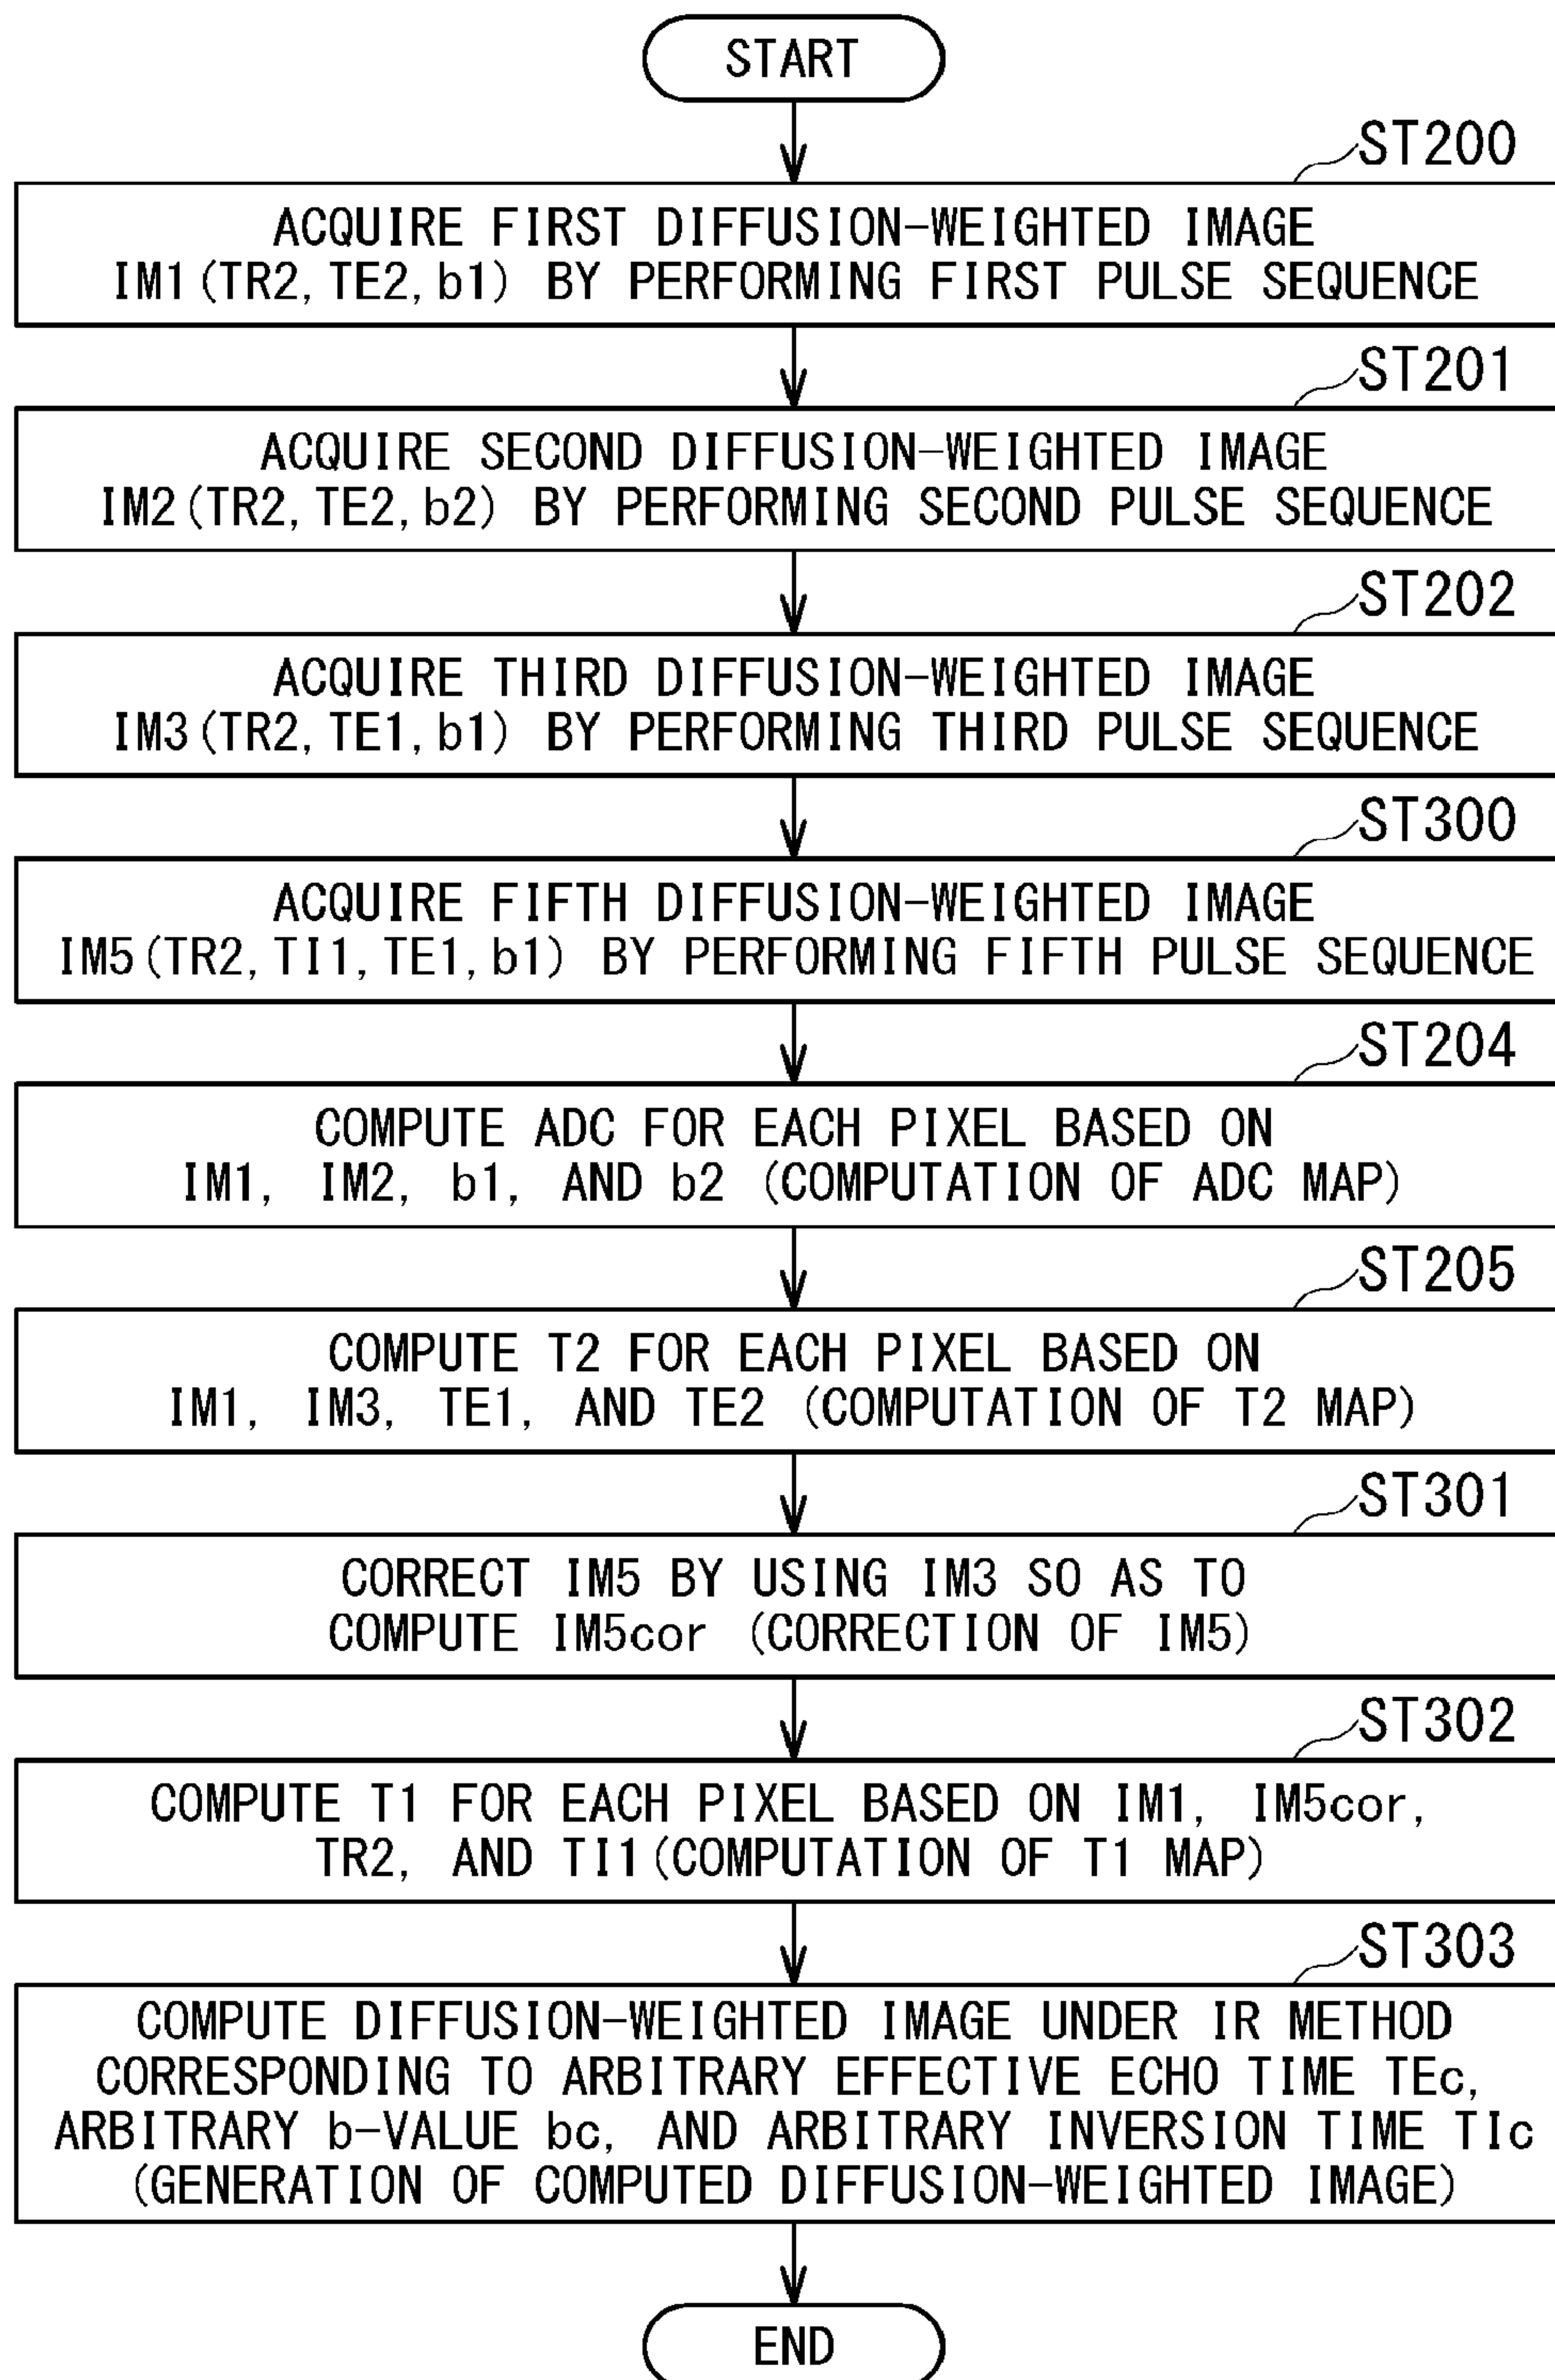 START
ST200
ACQUIRE FIRST DIFFUSION-WEIGHTED IMAGE
IM1(TR2, TE2, b1) BY PERFORMING FIRST PULSE SEQUENCE
ST201
ACQUIRE SECOND DIFFUSION-WEIGHTED IMAGE
IM2(TR2, TE2, b2) BY PERFORMING SECOND PULSE SEQUENCE
ST202
ACQUIRE THIRD DIFFUSION-WEIGHTED IMAGE
IM3(TR2, TE1, b1) BY PERFORMING THIRD PULSE SEQUENCE
ST300
ACQUIRE FIFTH DIFFUSION-WEIGHTED IMAGE
IM5(TR2, TI1, TE1, b1) BY PERFORMING FIFTH PULSE SEQUENCE
ST204
COMPUTE ADC FOR EACH PIXEL BASED ON
IM1, IM2, b1, AND b2 (COMPUTATION OF ADC MAP)
ST205
COMPUTE T2 FOR EACH PIXEL BASED ON
IM1, IM3, TE1, AND TE2 (COMPUTATION OF T2 MAP)
ST301
CORRECT IM5 BY USING IM3 SO AS TO
COMPUTE IM5cor (CORRECTION OF IM5)
ST302
COMPUTE T1 FOR EACH PIXEL BASED ON IM1, IM5cor,
TR2, AND TI1(COMPUTATION OF T1 MAP)
ST303
COMPUTE DIFFUSION-WEIGHTED IMAGE UNDER IR METHOD
CORRESPONDING TO ARBITRARY EFFECTIVE ECHO TIME TEc,
ARBITRARY b-VALUE bc, AND ARBITRARY INVERSION TIME TIc
(GENERATION OF COMPUTED DIFFUSION-WEIGHTED IMAGE)
END